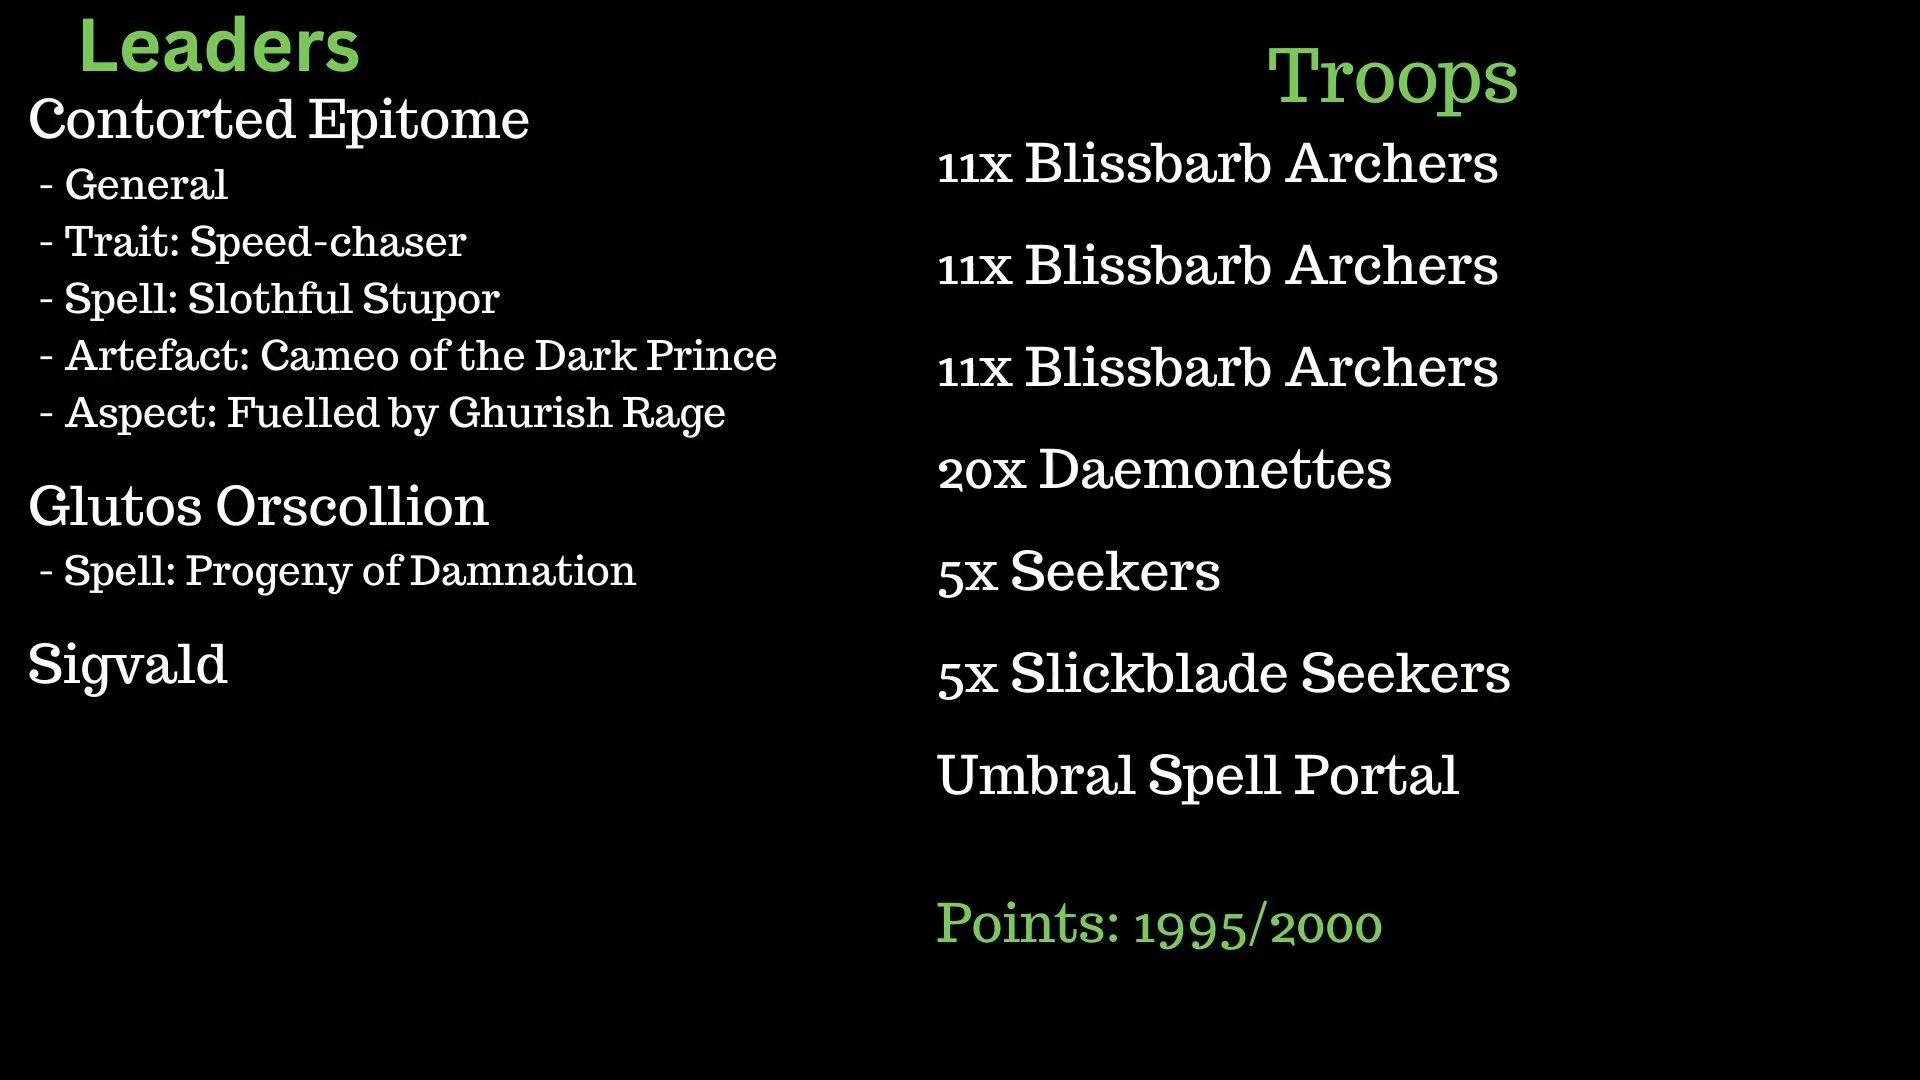 Leaders
Contorted Epitome
- General
- Trait: Speed-chaser
- Spell: Slothful Stupor
- Artefact: Cameo of the Dark Prince
- Aspect: Fuelled by Ghurish Rage
Glutos Orscollion
- Spell: Progeny of Damnation
Sigvald
Troops
11x Blissbarb Archers
11x Blissbarb Archers
11x Blissbarb Archers
20x Daemonettes
5x Seekers
5x Slickblade Seekers
Umbral Spell Portal
Points: 1995/2000